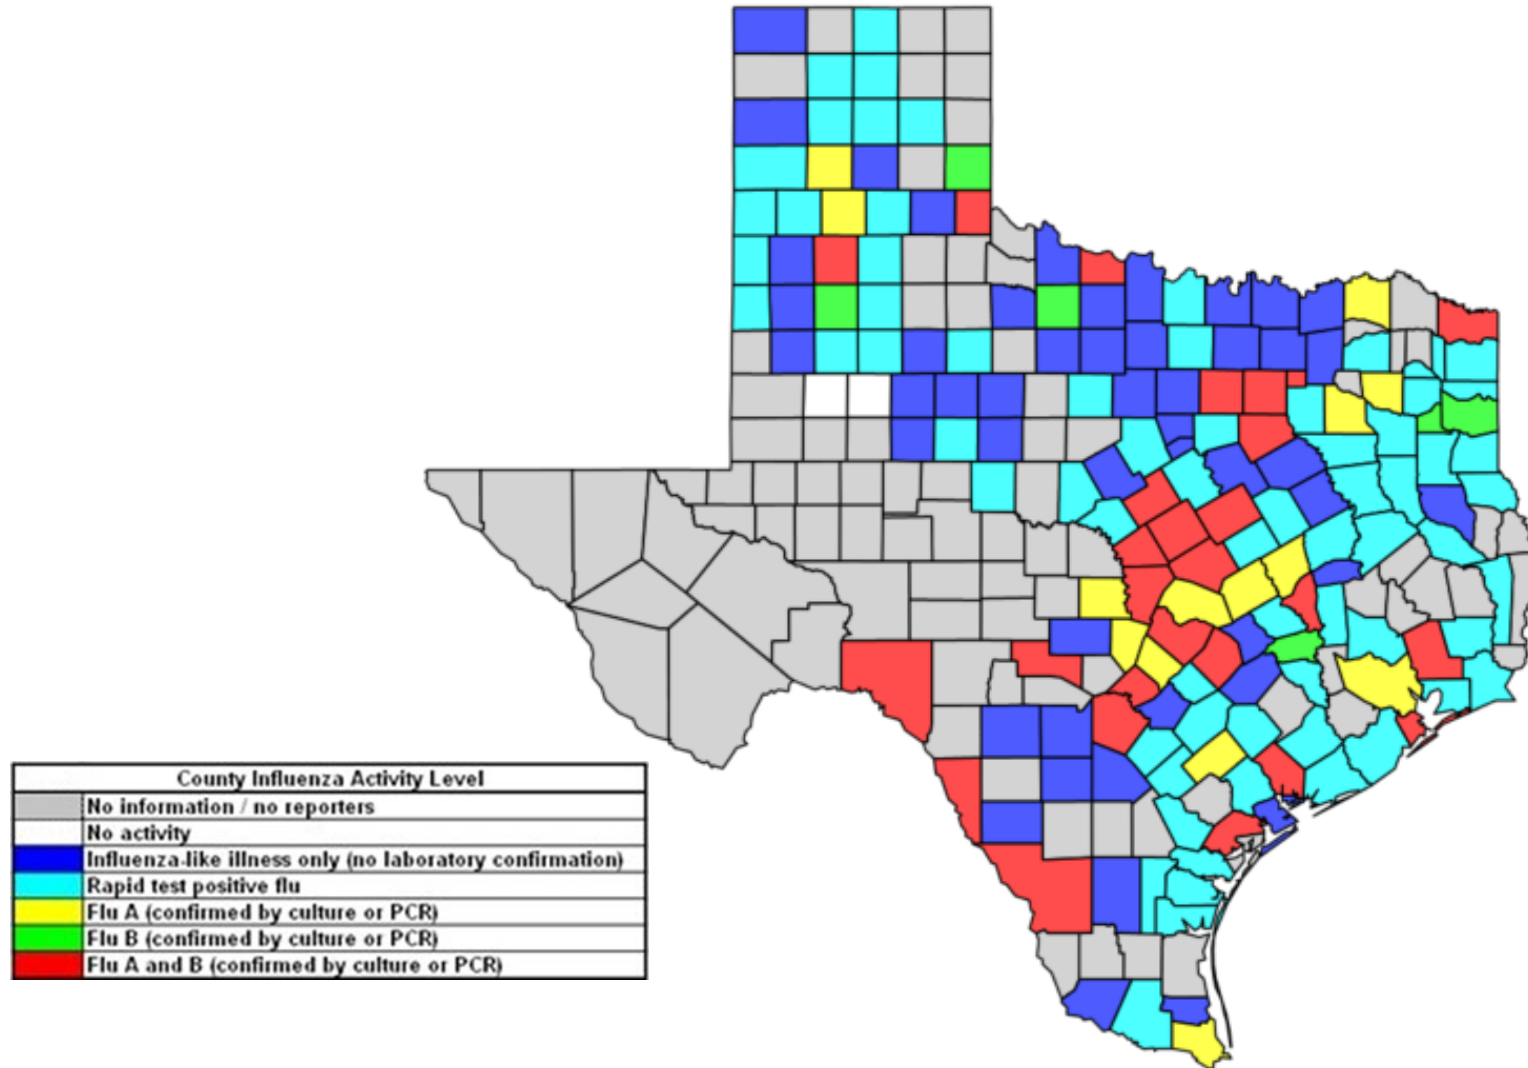 County Influenza Activity Level
No information / no reporters
No activity
Influenza-like illness only (no laboratory confirmation)
Rapid test positive flu
Flu A (confirmed by culture or PCR)
Flu B (confirmed by culture or PCR)
Flu A and B (confirmed by culture or PCR)